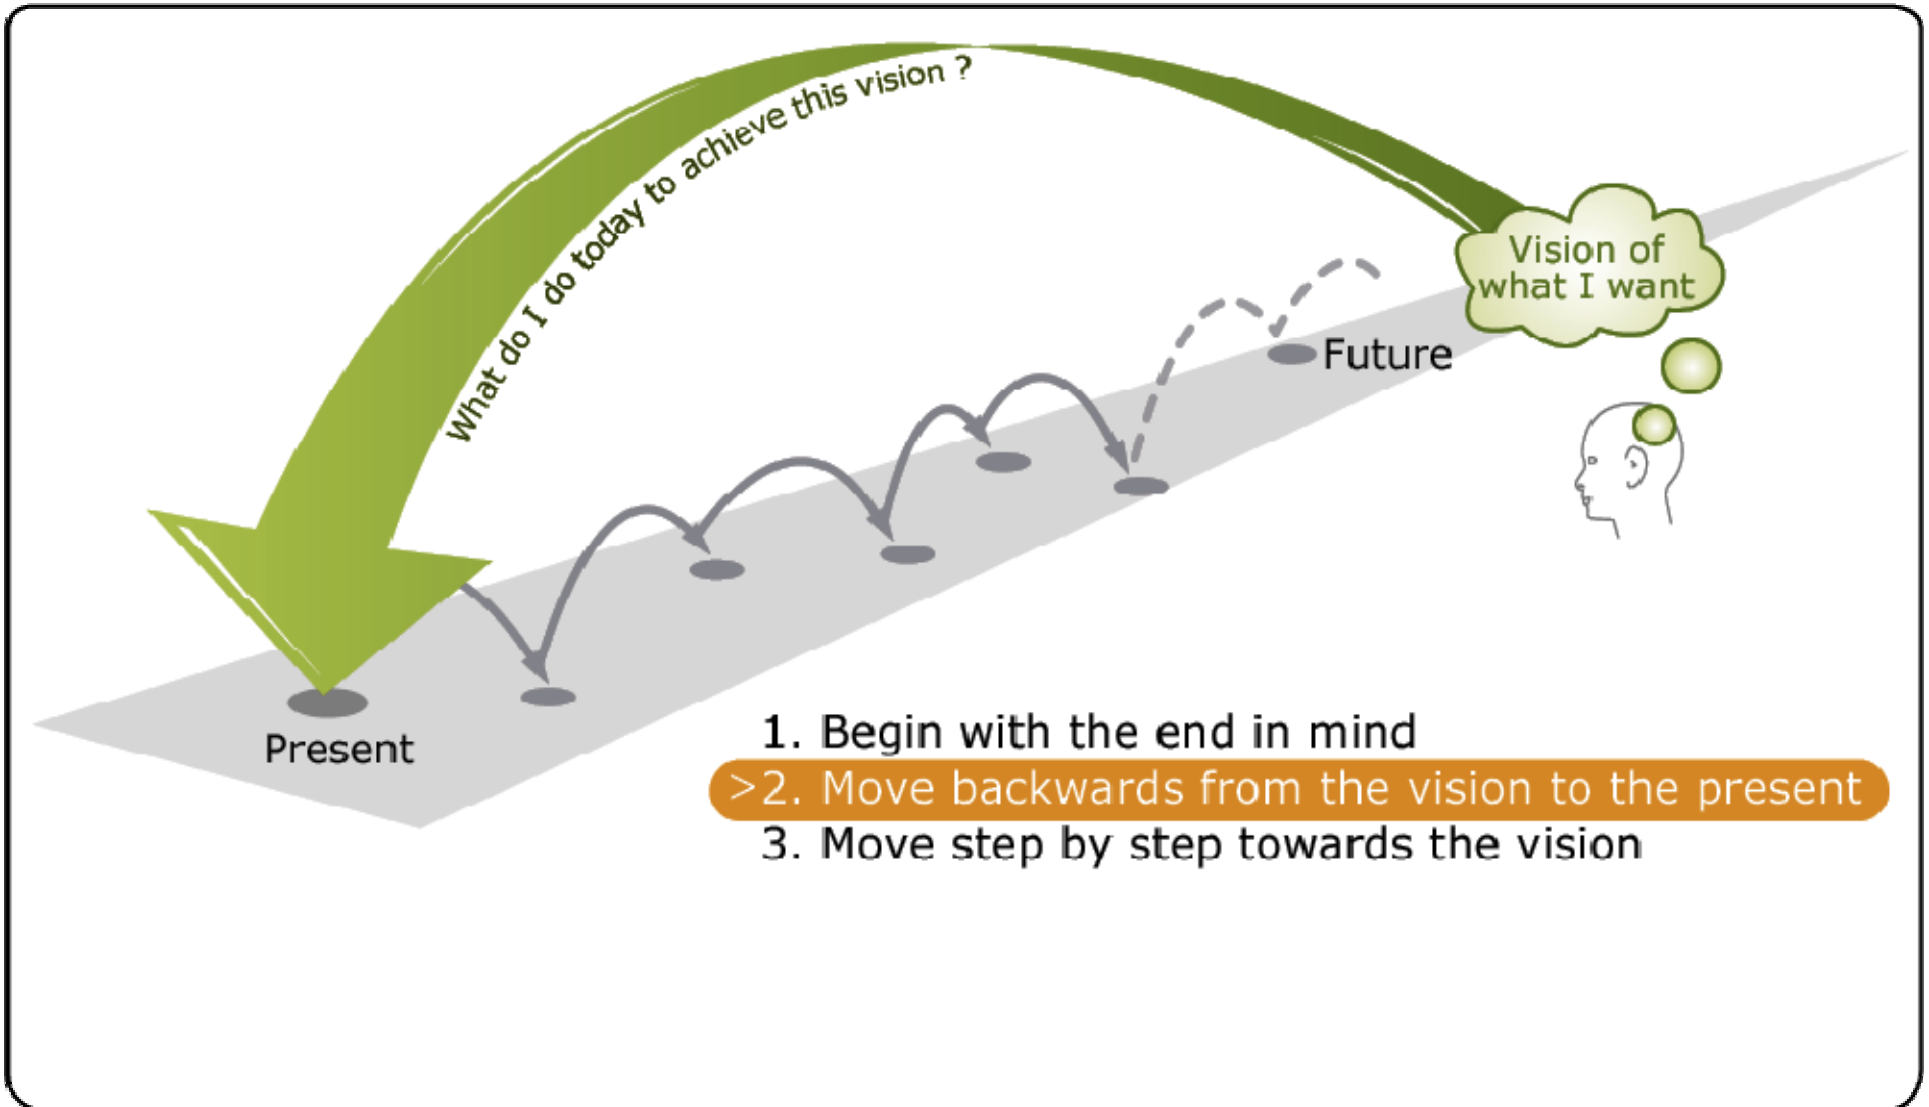 What do I do today to achieve this vision ?
Vision of
what I want
Future
Present
1. Begin with the end in mind
>2. Move backwards from the vision to the present
3. Move step by step towards the vision